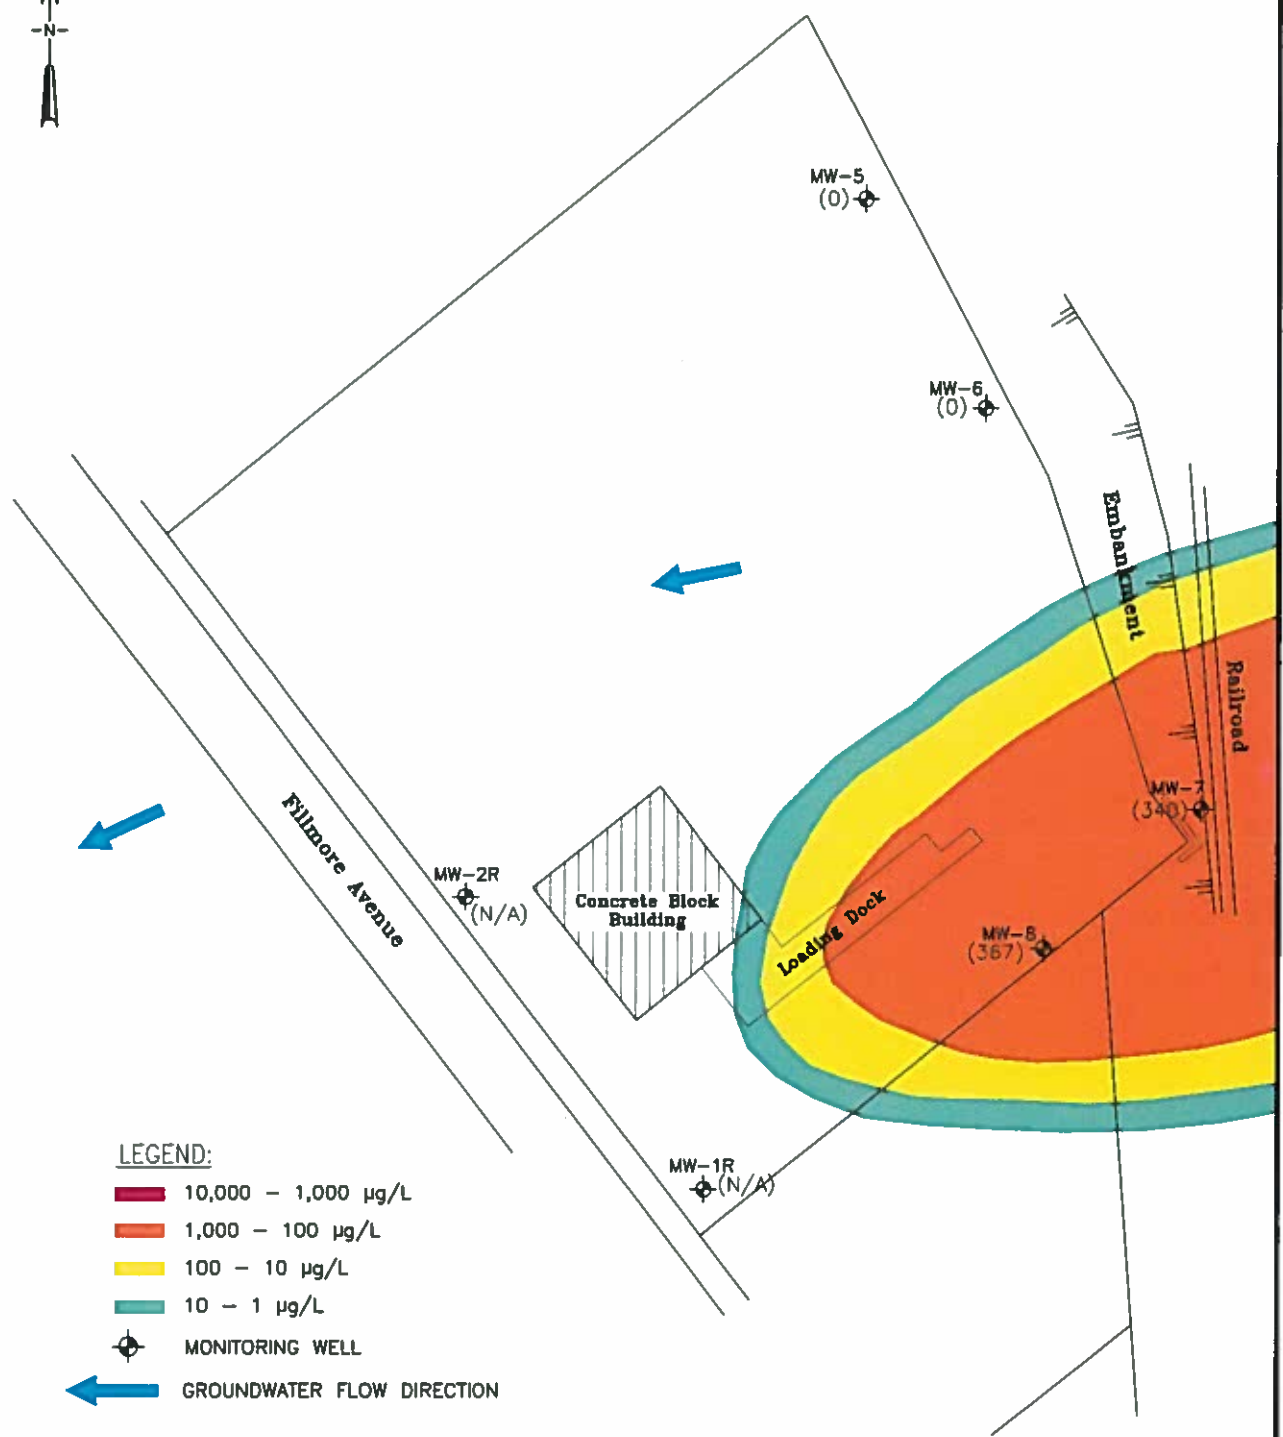 -N-
MW-5
(0)
MW-6
(0)
Embankment
Railroad
MW-7
(340)
Fillmore Avenue
MW-2R
(N/A)
Concrete Block
Building
Loading Dock
MW-8
(367)
MW-1R
(N/A)
LEGEND:
10,000 - 1,000 µg/L
1,000 - 100 µg/L
100 - 10 µg/L
10 - 1 µg/L
MONITORING WELL
GROUNDWATER FLOW DIRECTION